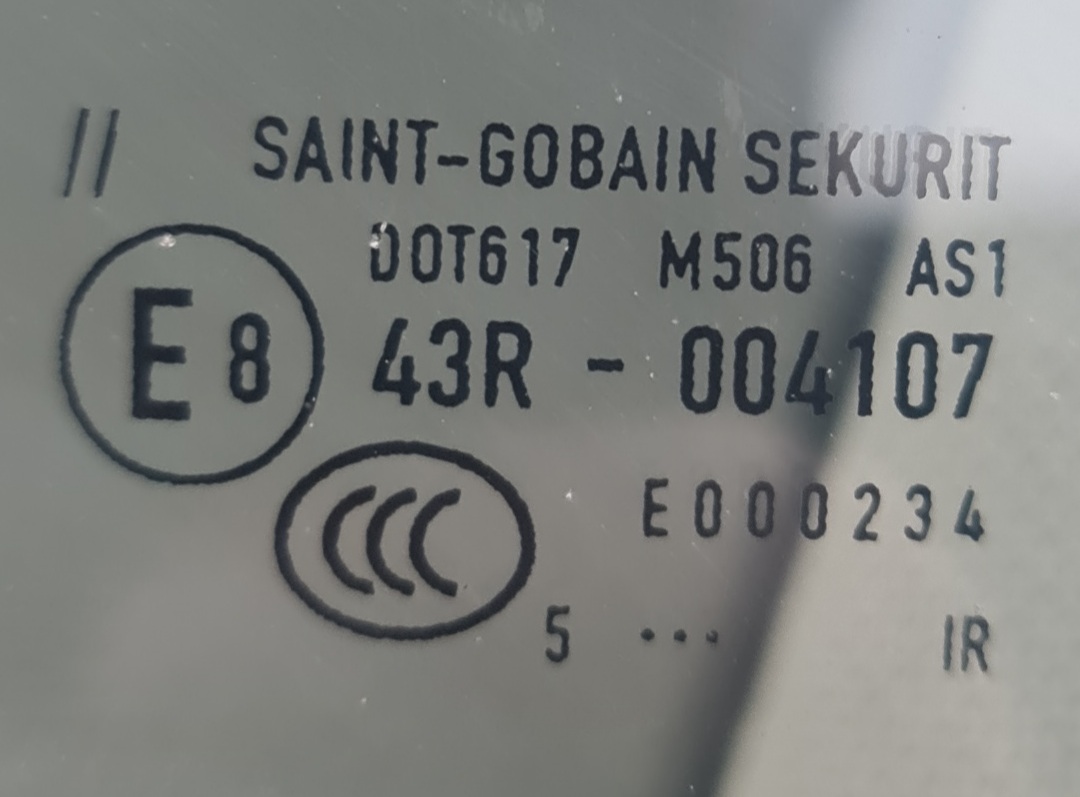 // SAINT-GOBAIN SEKURIT
DOT617 M506 AS1
E8 43R - 004107
CCC E000234
5 ... IR